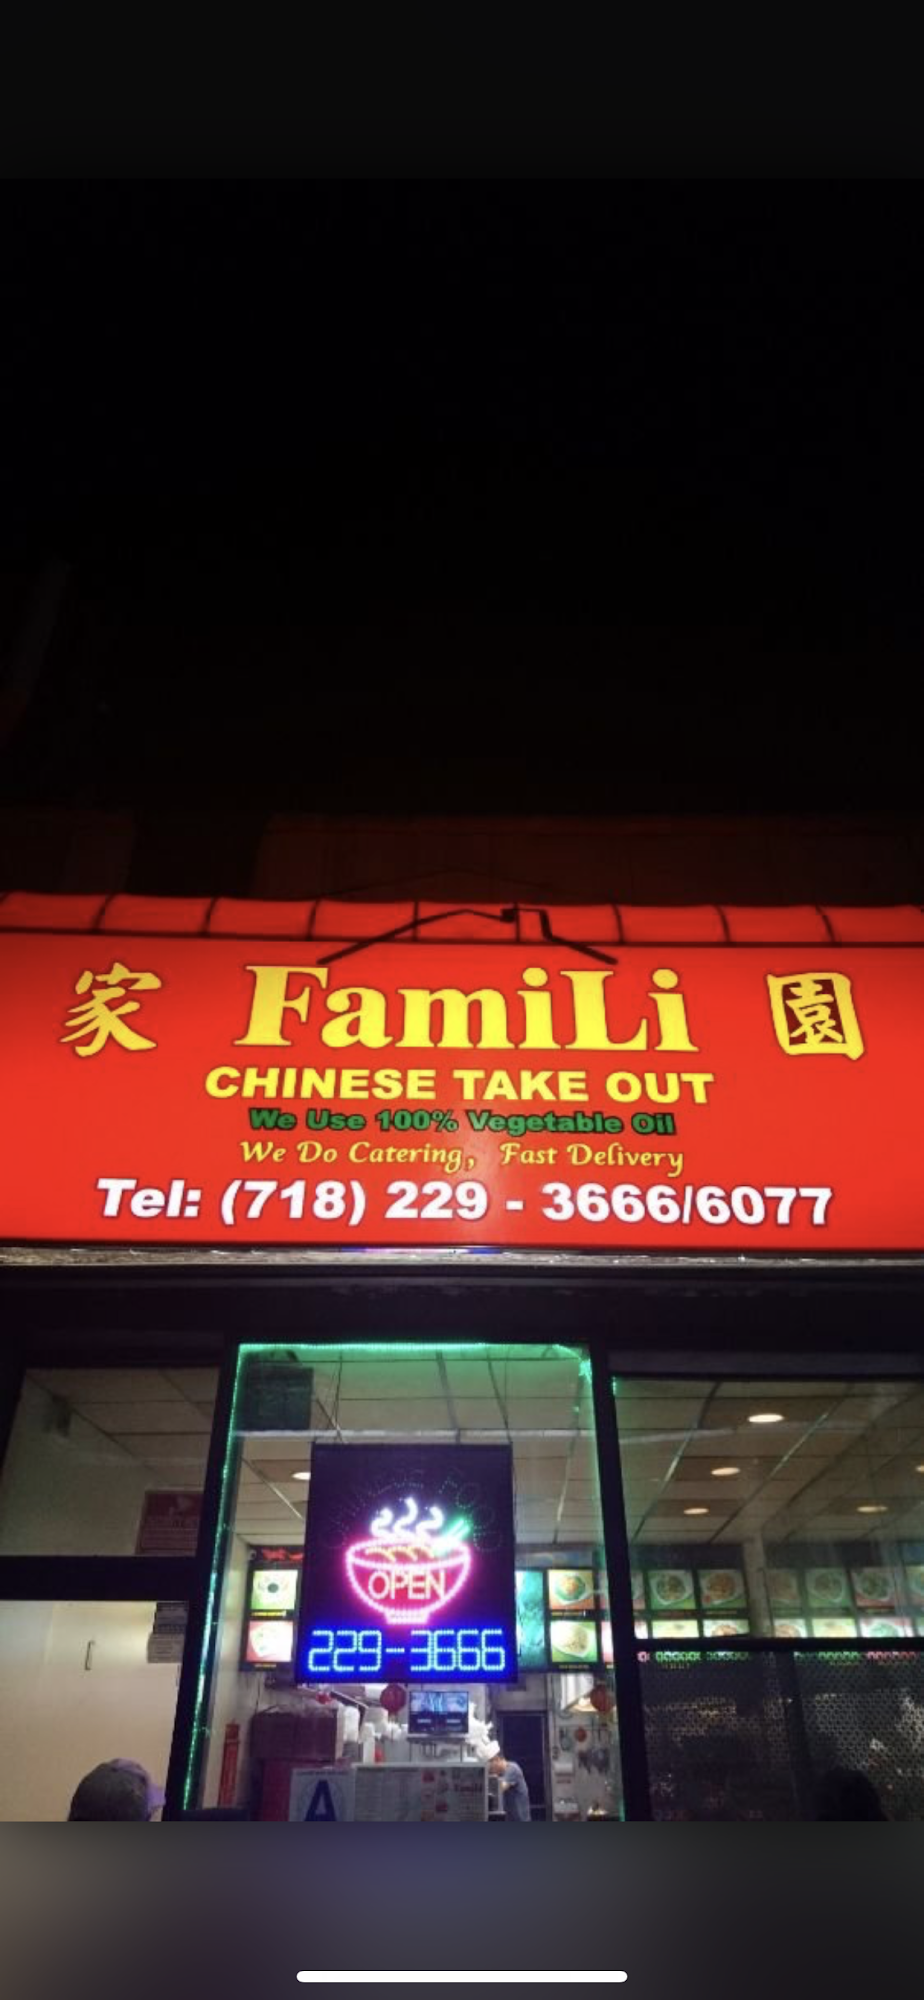 家 FamiLi 園
CHINESE TAKE OUT
We Use 100% Vegetable Oil
We Do Catering, Fast Delivery
Tel: (718) 229 - 3666/6077
OPEN
229-3666
A